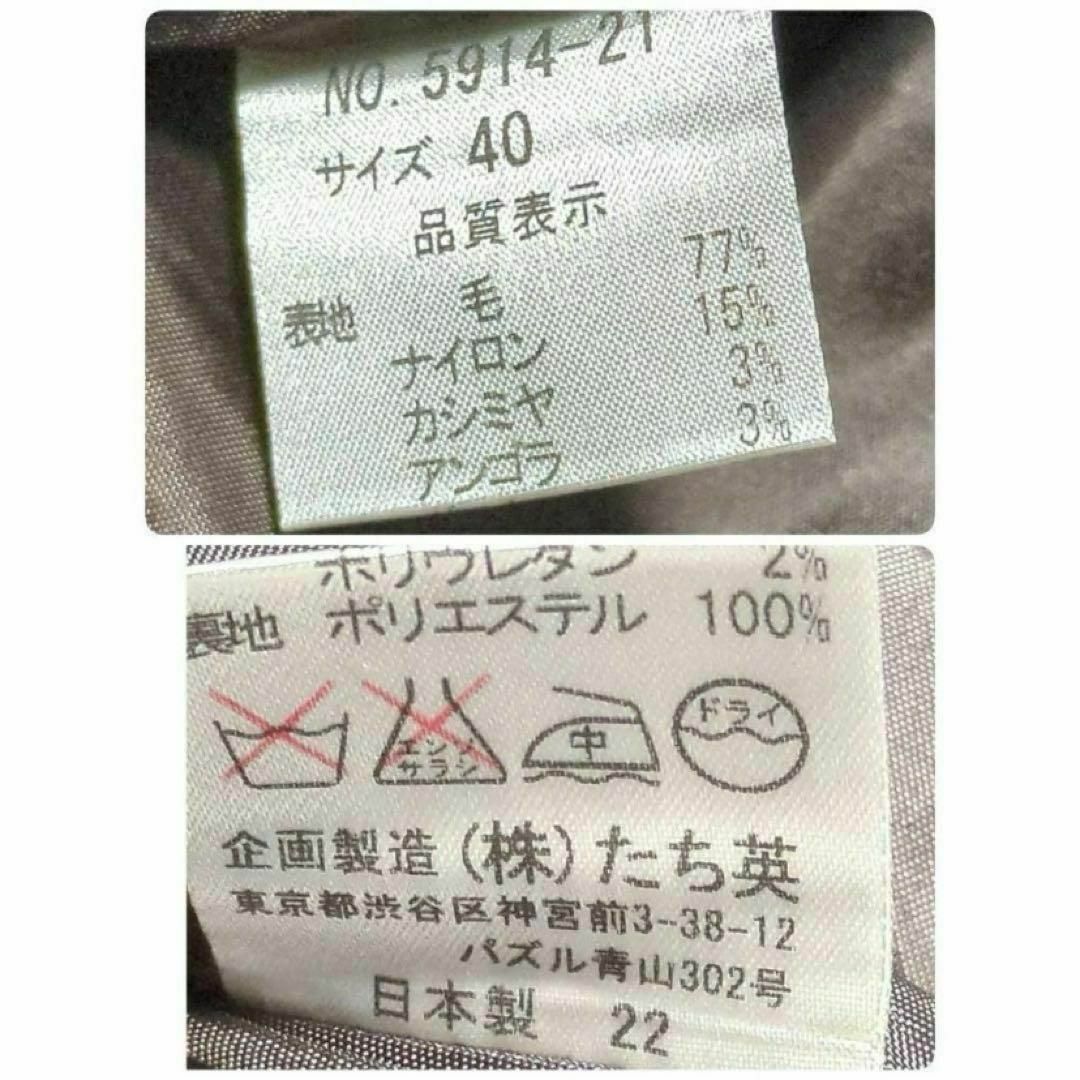 NO. 5914-21
サイズ 40
品質表示
表地 毛 77%
ナイロン 15%
カシミヤ 3%
アンゴラ 3%
ポリウレタン 2%
裏地 ポリエステル 100%
エンソ
サラシ
中
ドライ
企画製造(株)たち英
東京都渋谷区神宮前3-38-12
パズル青山302号
日本製 22